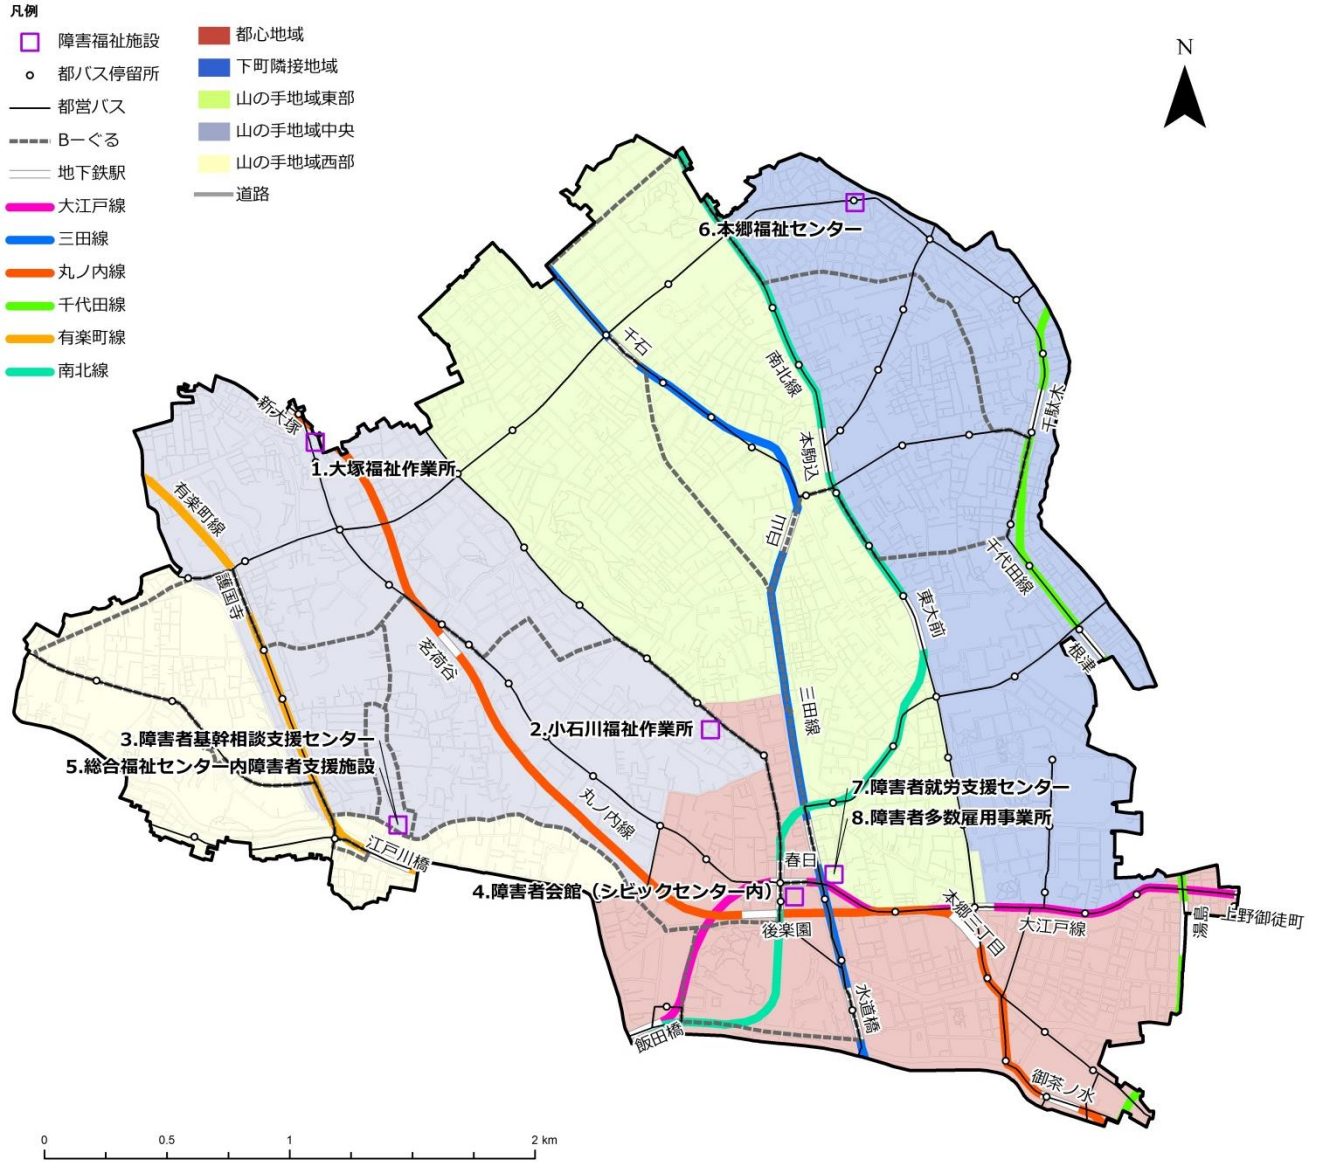 凡例
障害福祉施設
都バス停留所
都営バス
Bーぐる
地下鉄駅
大江戸線
三田線
丸ノ内線
千代田線
有楽町線
南北線
都心地域
下町隣接地域
山の手地域東部
山の手地域中央
山の手地域西部
道路
N
6.本郷福祉センター
千石
南北線
本駒込
千駄木
新大塚
1.大塚福祉作業所
有楽町線
白山
千代田線
護国寺
東大前
根津
茗荷谷
三田線
2.小石川福祉作業所
3.障害者基幹相談支援センター
5.総合福祉センター内障害者支援施設
7.障害者就労支援センター
8.障害者多数雇用事業所
丸ノ内線
江戸川橋
春日
4.障害者会館（シビックセンター内）
本郷三丁目
後楽園
大江戸線
湯島
上野御徒町
水道橋
飯田橋
御茶ノ水
0 0.5 1 2 km